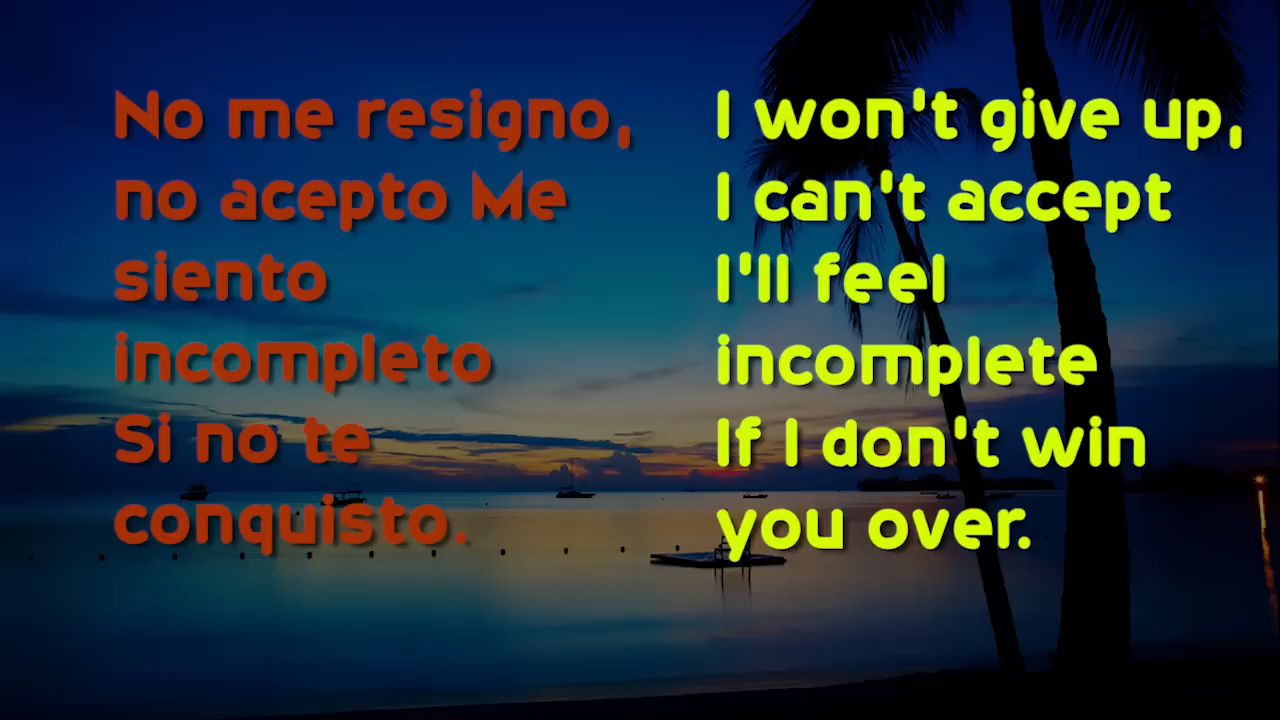 No me resigno,
no acepto Me
siento
incompleto
Si no te
conquisto.
I won't give up,
I can't accept
I'll feel
incomplete
If I don't win
you over.